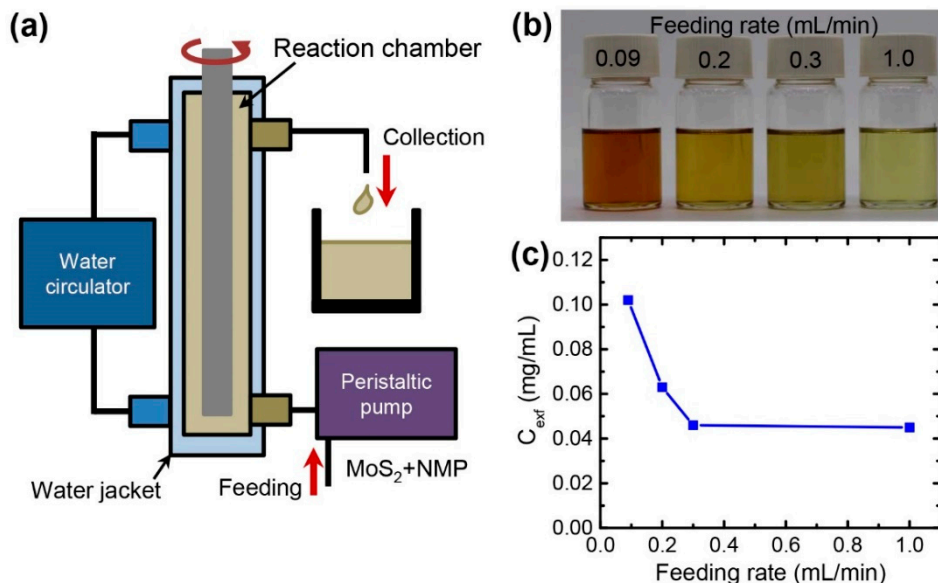 (a)
Reaction chamber
Collection
Water
circulator
Peristaltic
pump
MoS₂+NMP
Feeding
Water jacket
(b)
Feeding rate (mL/min)
0.09 0.2 0.3 1.0
(c)
C_exf (mg/mL)
0.12
0.10
0.08
0.06
0.04
0.02
0.00
0.0 0.2 0.4 0.6 0.8 1.0
Feeding rate (mL/min)